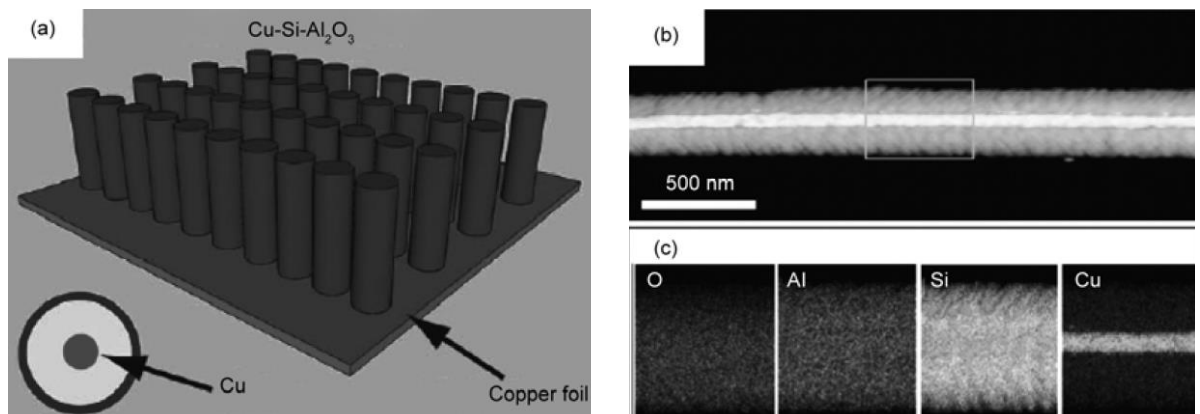 (a)
Cu-Si-Al₂O₃
Cu
Copper foil
(b)
500 nm
(c)
O
Al
Si
Cu